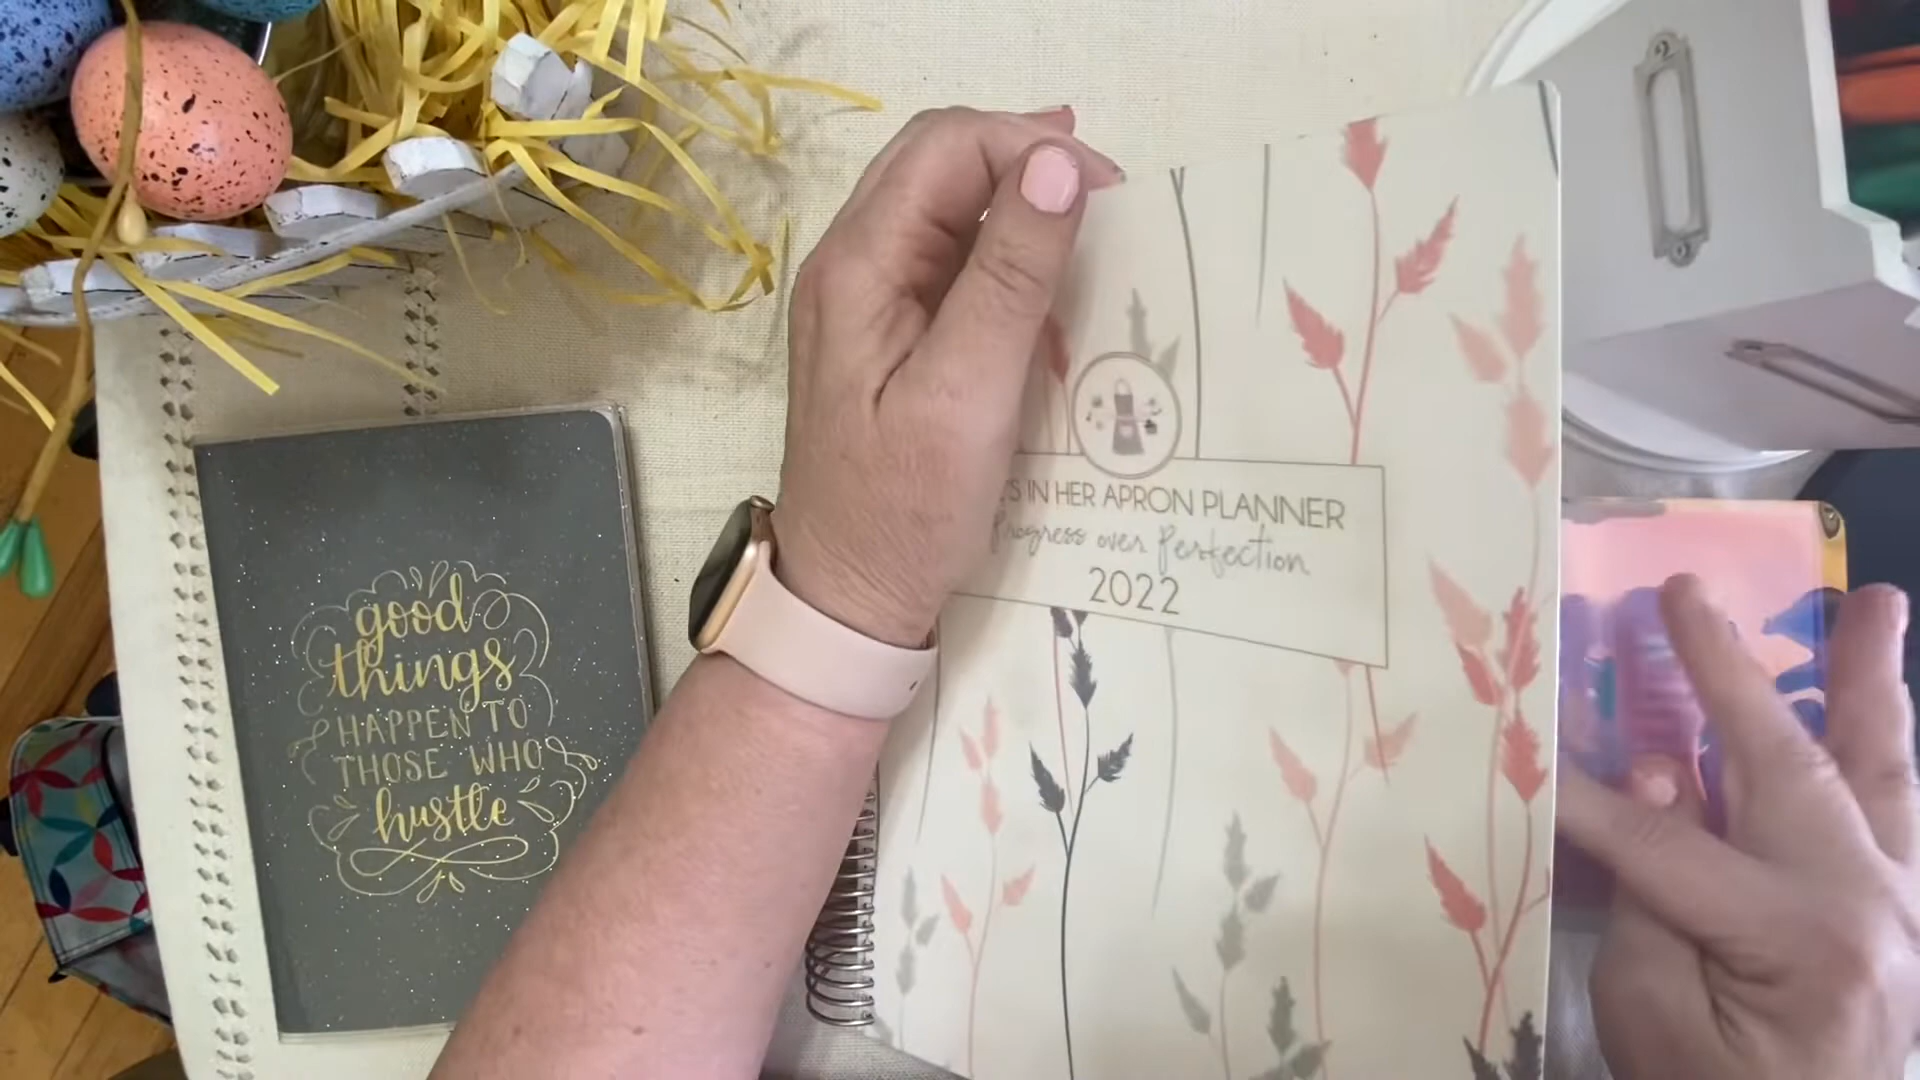 good
things
HAPPEN TO
THOSE WHO
hustle
IN HER APRON PLANNER
Progress over Perfection
2022